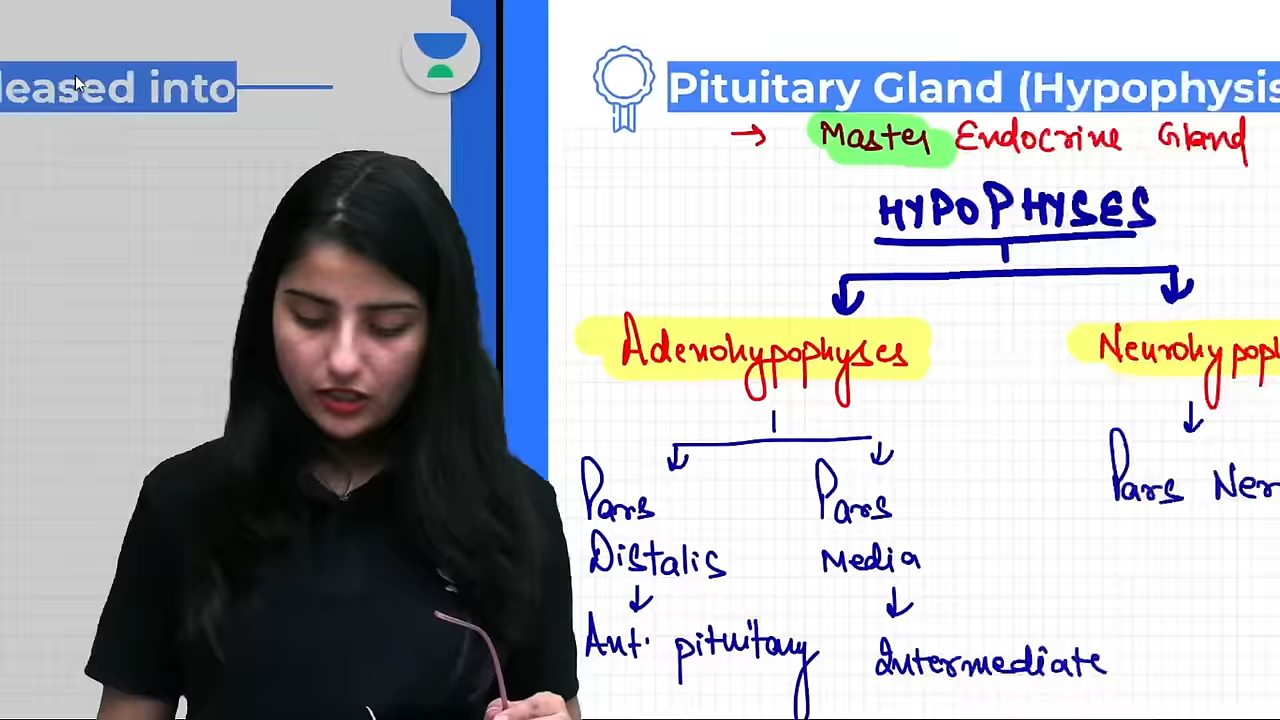 leased into
Pituitary Gland (Hypophysis
→ Master Endocrine Gland
HYPOPHYSES
Adenohypophyses
Neurohypoph
Pars
Distalis
Pars
Media
Pars Ner
Ant. pituitary
Intermediate